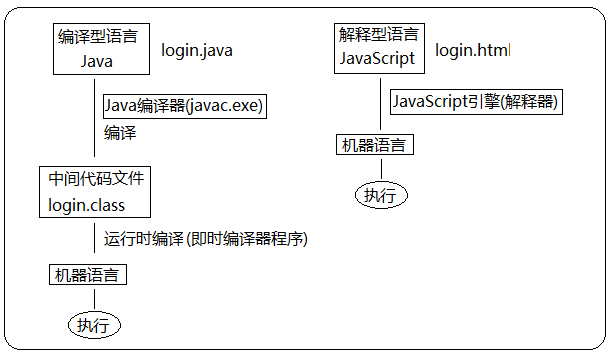 编译型语言
Java
login.java
Java编译器(javac.exe)
编译
中间代码文件
login.class
运行时编译(即时编译器程序)
机器语言
执行
解释型语言
JavaScript
login.html
JavaScript引擎(解释器)
机器语言
执行